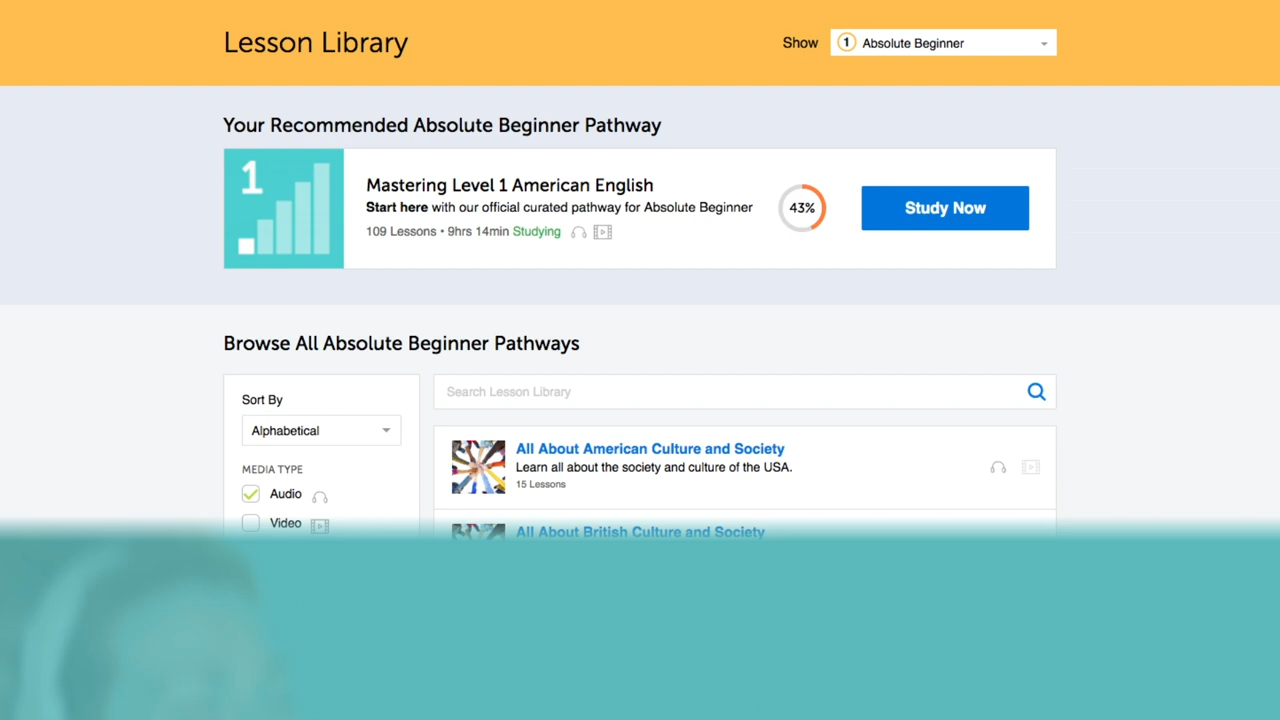 Lesson Library
Show 1 Absolute Beginner
Your Recommended Absolute Beginner Pathway
1
Mastering Level 1 American English
Start here with our official curated pathway for Absolute Beginner
109 Lessons • 9hrs 14min Studying
43%
Study Now
Browse All Absolute Beginner Pathways
Sort By
Alphabetical
MEDIA TYPE
Audio
Video
Search Lesson Library
All About American Culture and Society
Learn all about the society and culture of the USA.
15 Lessons
All About British Culture and Society